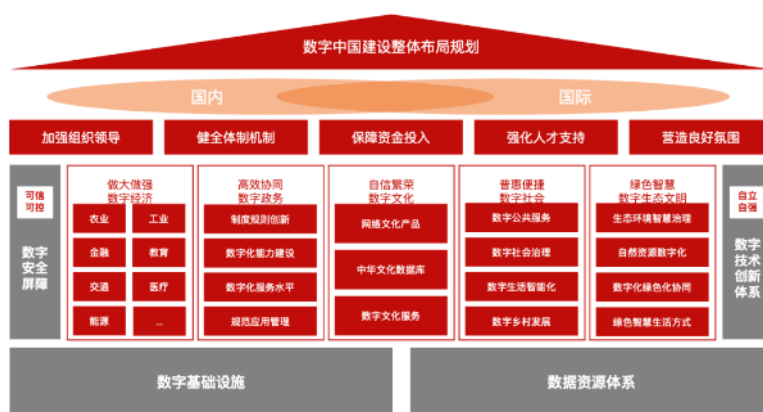 数字中国建设整体布局规划
国内
国际
加强组织领导
健全体制机制
保障资金投入
强化人才支持
营造良好氛围
可信
可控
数字
安全
屏障
做大做强
数字经济
农业
工业
金融
教育
交通
医疗
能源
...
高效协同
数字政务
制度规则创新
数字化能力建设
数字化服务水平
规范应用管理
自信繁荣
数字文化
网络文化产品
中华文化数据库
数字文化服务
普惠便捷
数字社会
数字公共服务
数字社会治理
数字生活智能化
数字乡村发展
绿色智慧
数字生态文明
生态环境智慧治理
自然资源数字化
数字化绿色化协同
绿色智慧生活方式
自立
自强
数字
技术
创新
体系
数字基础设施
数据资源体系